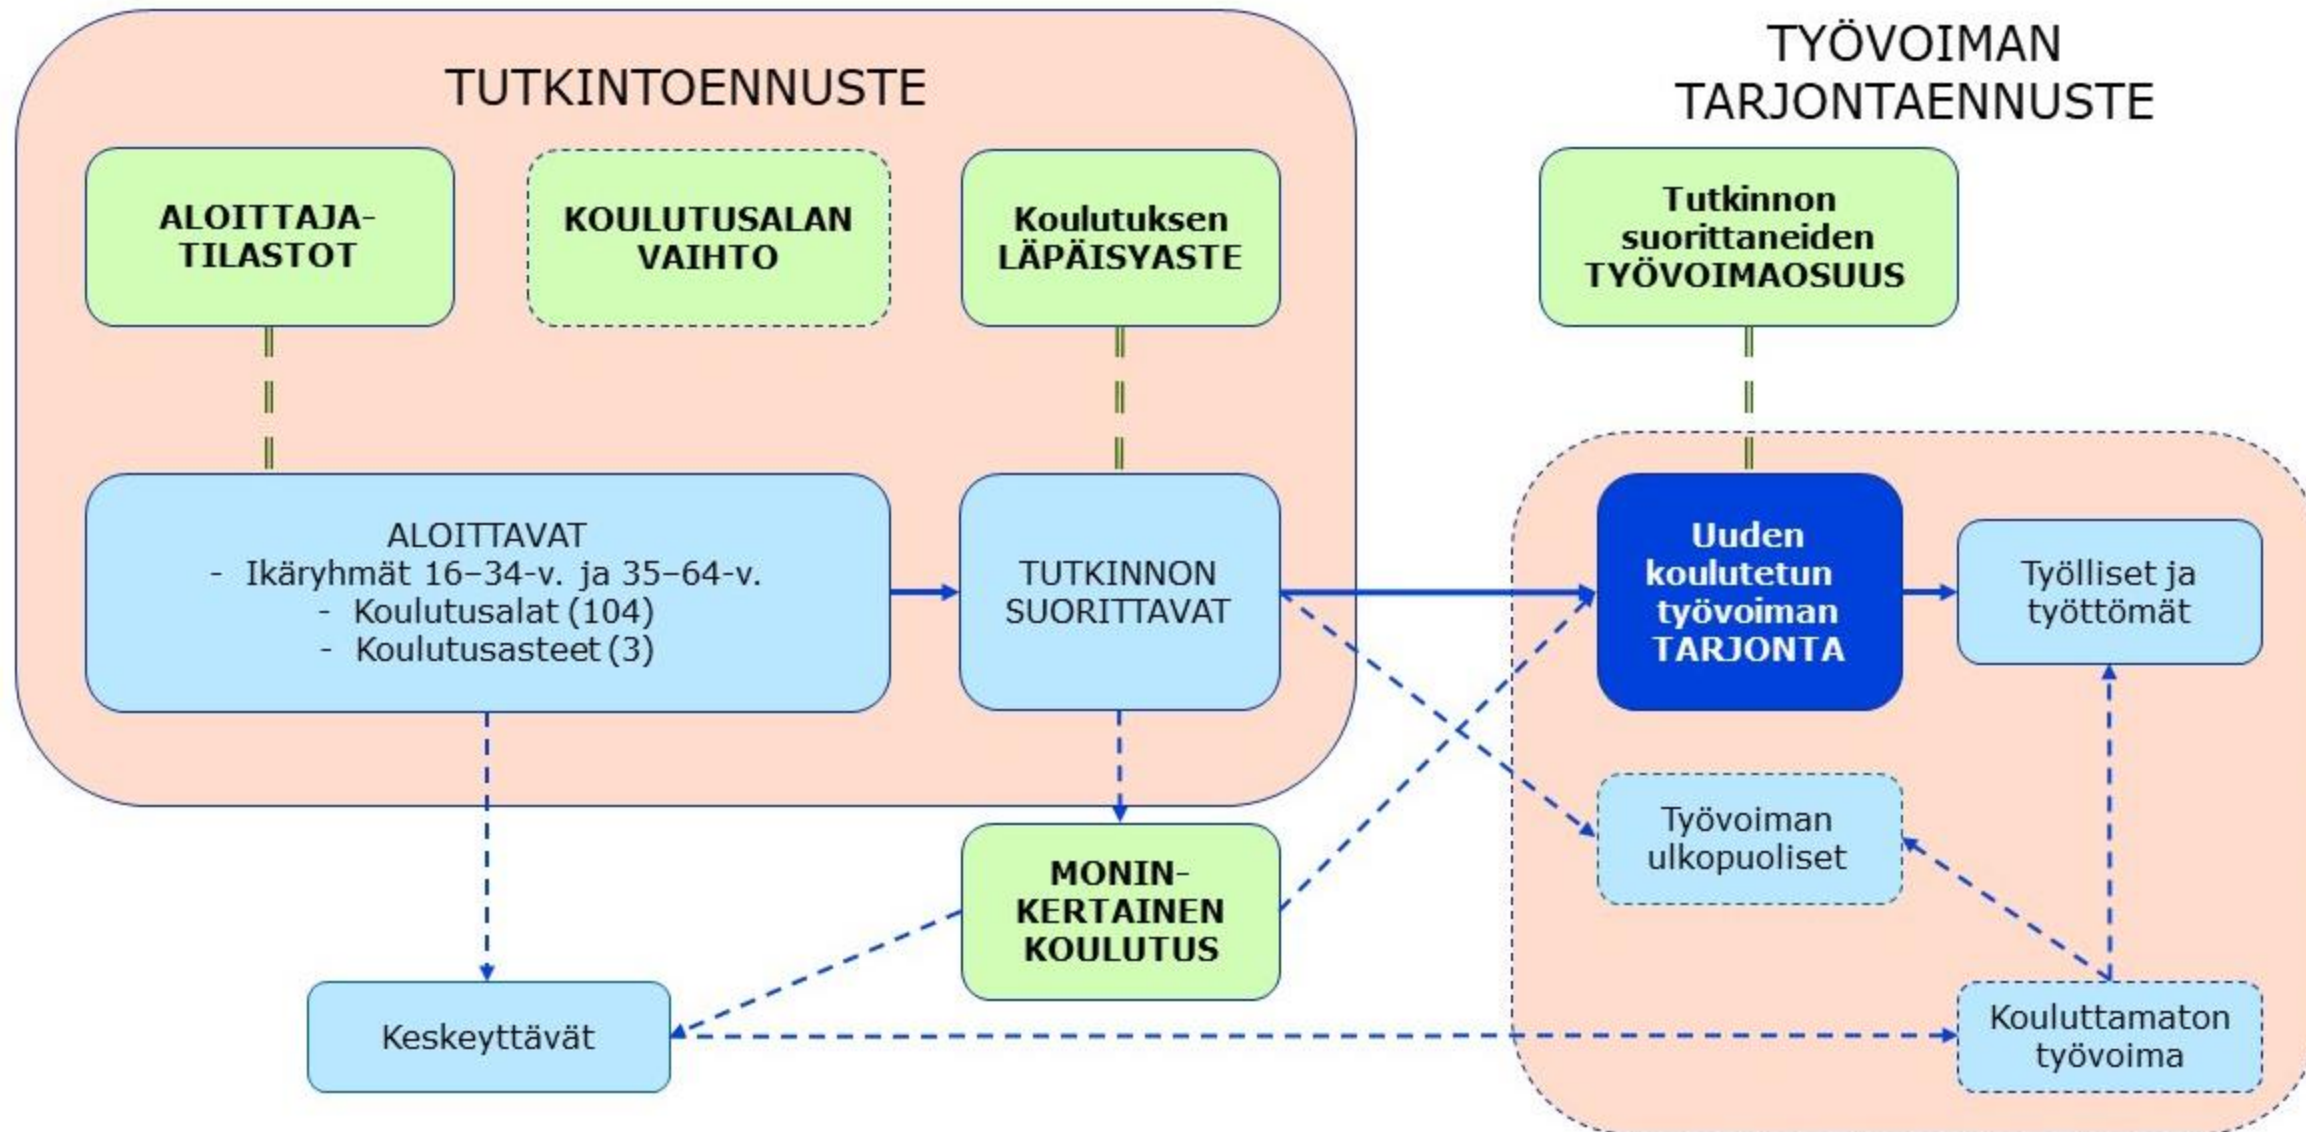 TUTKINTOENNUSTE
TYÖVOIMAN
TARJONTAENNUSTE
ALOITTAJA-
TILASTOT
KOULUTUSALAN
VAIHTO
Koulutuksen
LÄPÄISYASTE
Tutkinnon
suorittaneiden
TYÖVOIMAOSUUS
ALOITTAVAT
- Ikäryhmät 16–34-v. ja 35–64-v.
- Koulutusalat (104)
- Koulutusasteet (3)
TUTKINNON
SUORITTAVAT
Uuden
koulutetun
työvoiman
TARJONTA
Työlliset ja
työttömät
Työvoiman
ulkopuoliset
MONIN-
KERTAINEN
KOULUTUS
Keskeyttävät
Kouluttamaton
työvoima